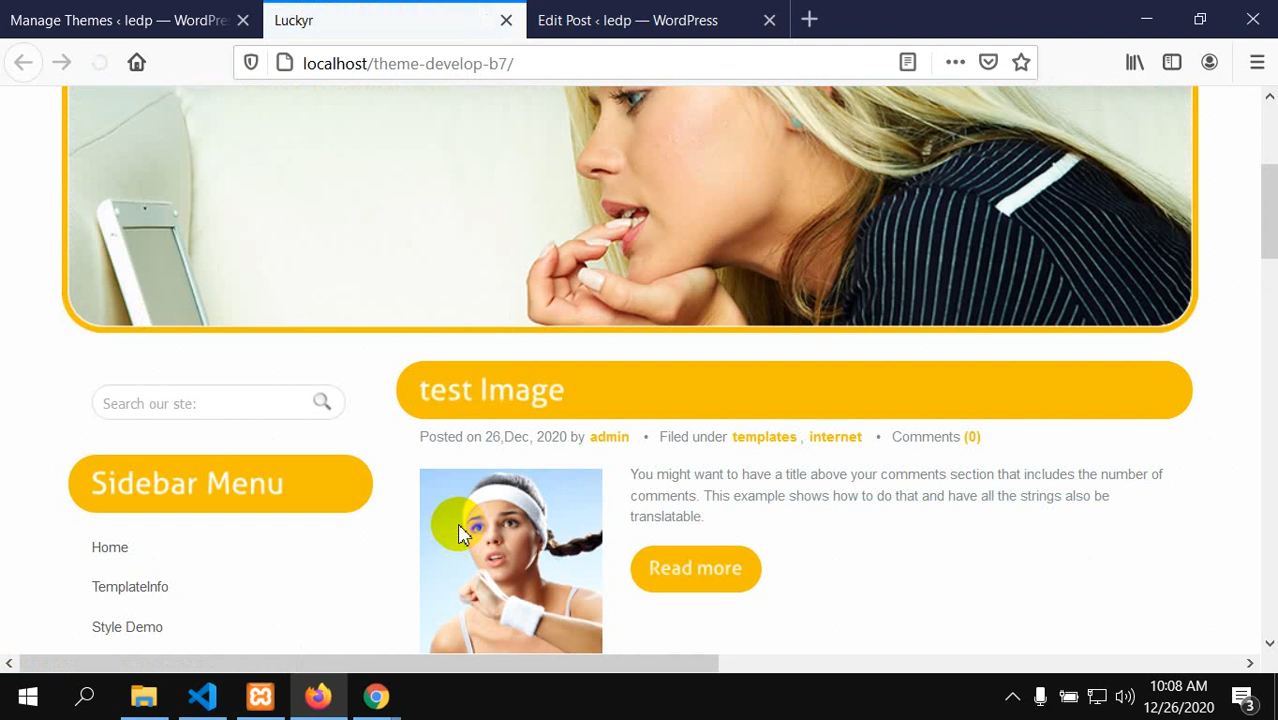 Manage Themes ‹ ledp — WordPre
Luckyr
Edit Post ‹ ledp — WordPress
localhost/theme-develop-b7/
test Image
Posted on 26,Dec, 2020 by admin • Filed under templates , internet • Comments (0)
Search our ste:
Sidebar Menu
You might want to have a title above your comments section that includes the number of
comments. This example shows how to do that and have all the strings also be
translatable.
Home
Read more
TemplateInfo
Style Demo
10:08 AM
12/26/2020
3